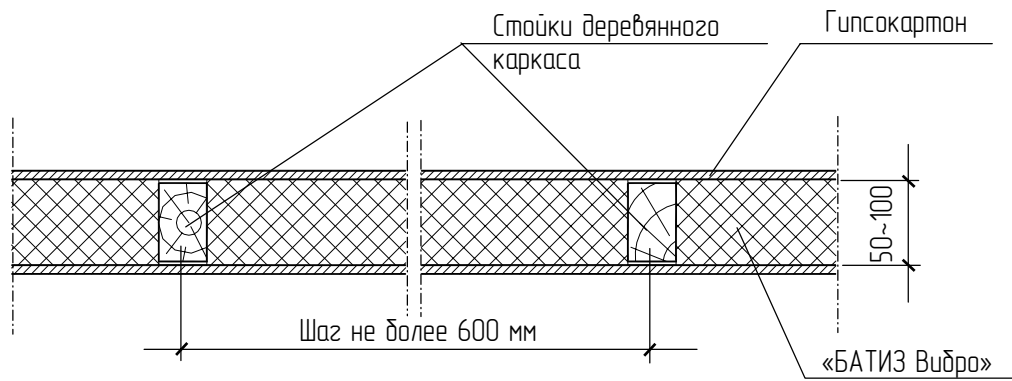 Стойки деревянного
каркаса
Гипсокартон
50~100
Шаг не более 600 мм
«БАТИЗ Вибро»